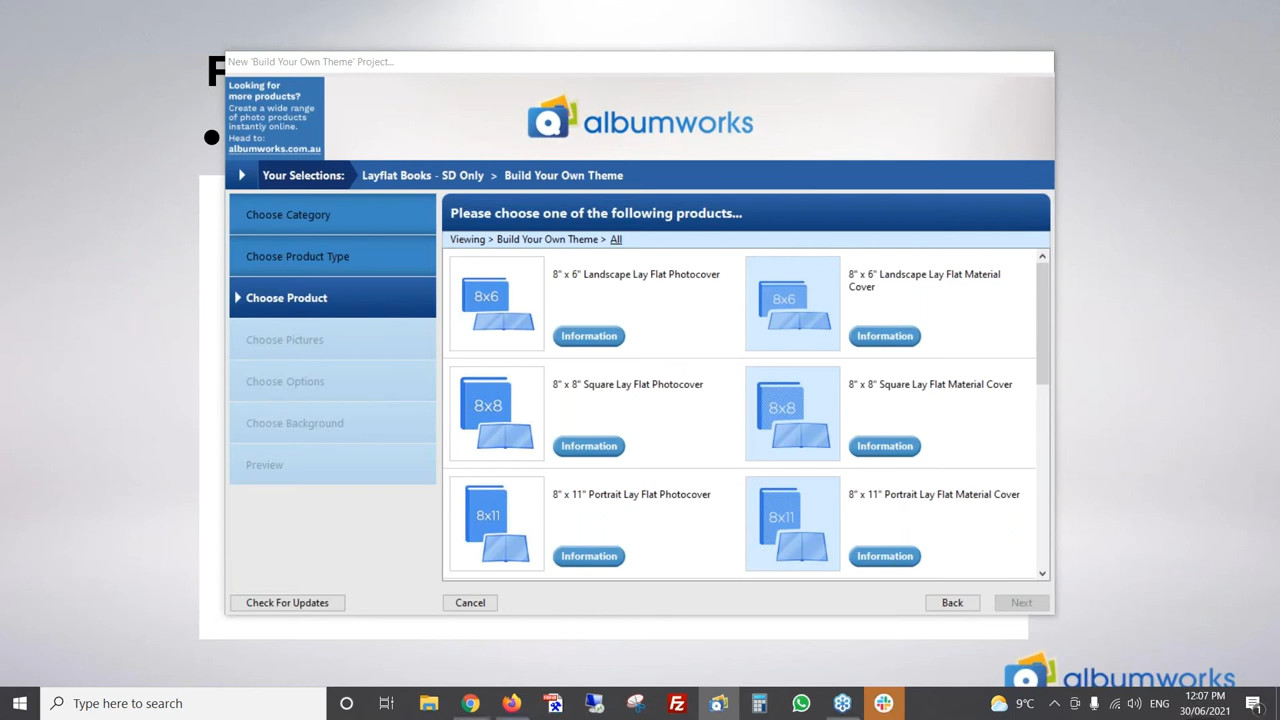 F
New 'Build Your Own Theme' Project...
Looking for
more products?
Create a wide range
of photo products
instantly online.
Head to:
albumworks.com.au
albumworks
Your Selections:
Layflat Books - SD Only > Build Your Own Theme
Choose Category
Choose Product Type
Choose Product
Choose Pictures
Choose Options
Choose Background
Preview
Please choose one of the following products...
Viewing > Build Your Own Theme > All
8x6
8" x 6" Landscape Lay Flat Photocover
Information
8x6
8" x 6" Landscape Lay Flat Material
Cover
Information
8x8
8" x 8" Square Lay Flat Photocover
Information
8x8
8" x 8" Square Lay Flat Material Cover
Information
8x11
8" x 11" Portrait Lay Flat Photocover
Information
8x11
8" x 11" Portrait Lay Flat Material Cover
Information
Check For Updates
Cancel
Back
Next
albumworks
Type here to search
9°C
ENG
12:07 PM
30/06/2021
1